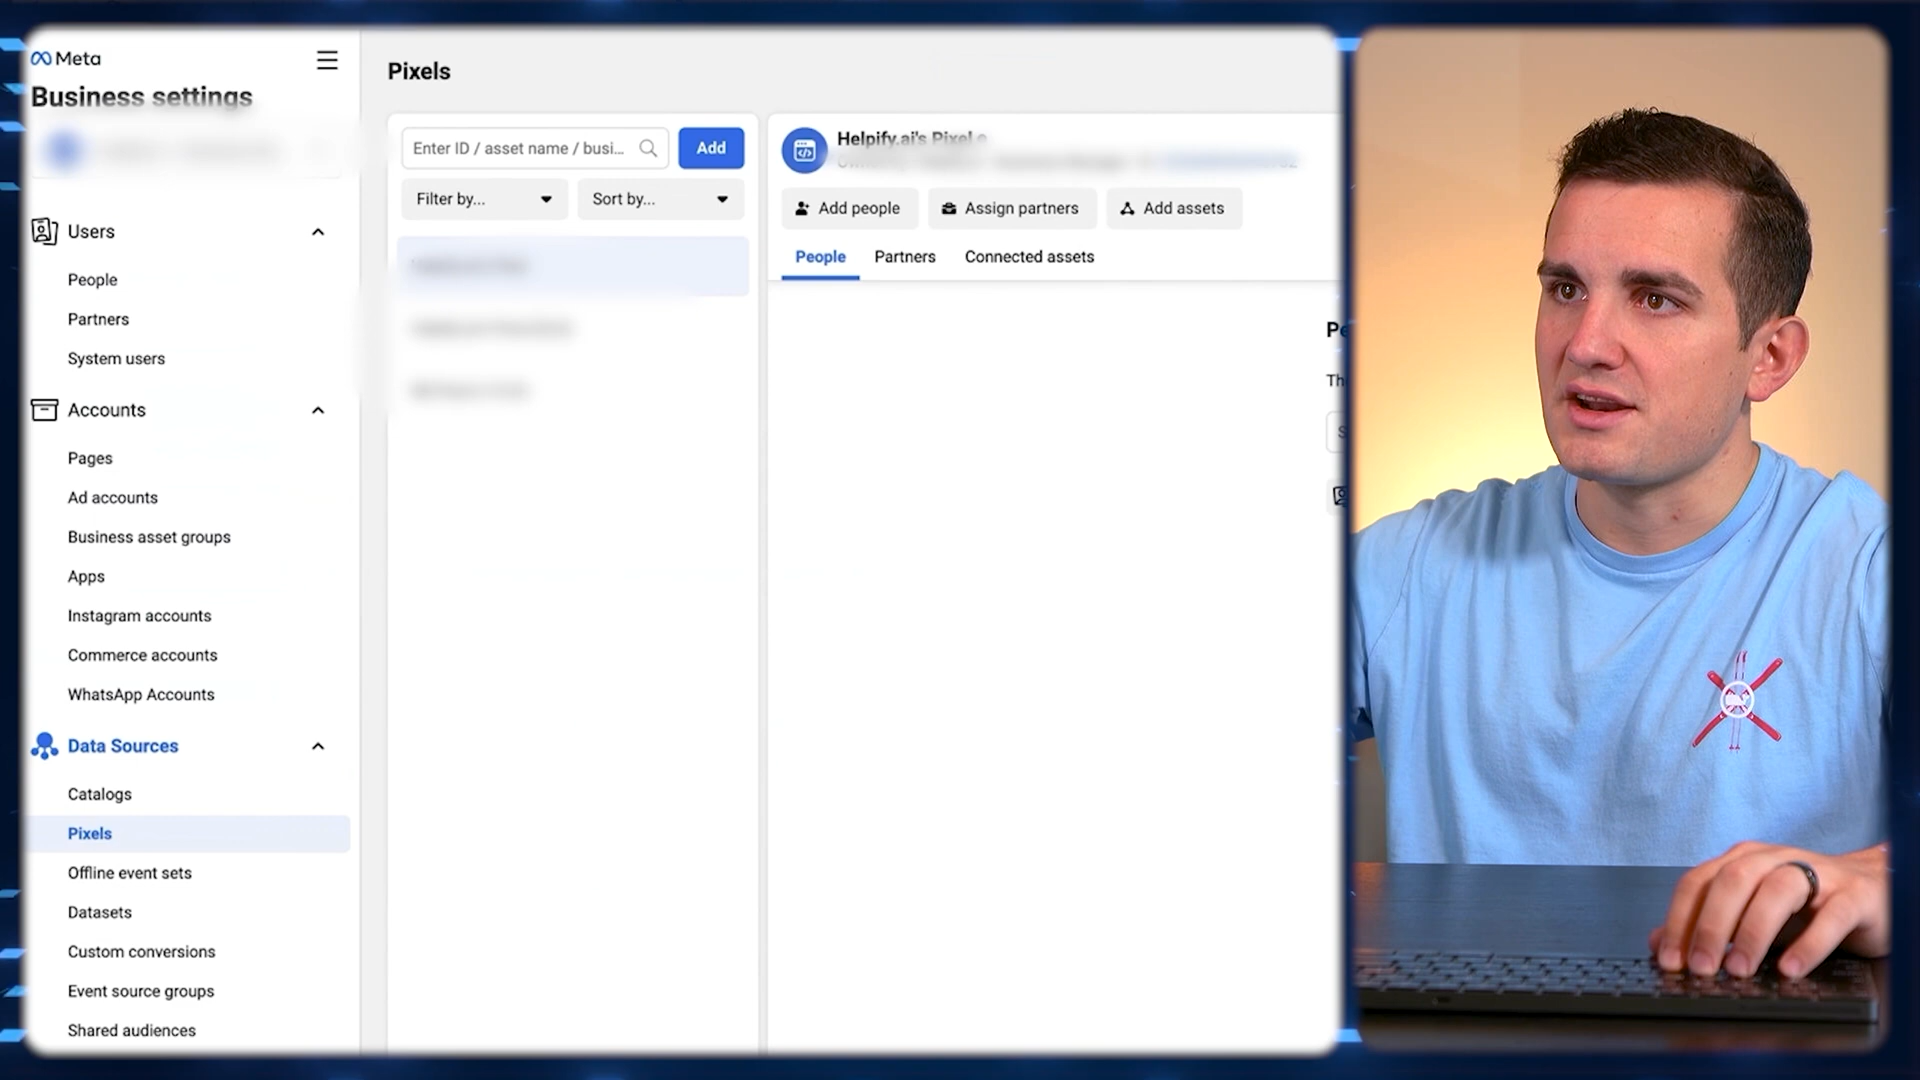 Meta
Business settings
Users
People
Partners
System users
Accounts
Pages
Ad accounts
Business asset groups
Apps
Instagram accounts
Commerce accounts
WhatsApp Accounts
Data Sources
Catalogs
Pixels
Offline event sets
Datasets
Custom conversions
Event source groups
Shared audiences
Pixels
Enter ID / asset name / busi...
Add
Filter by...
Sort by...
Helpify.ai's Pixel
Add people
Assign partners
Add assets
People
Partners
Connected assets